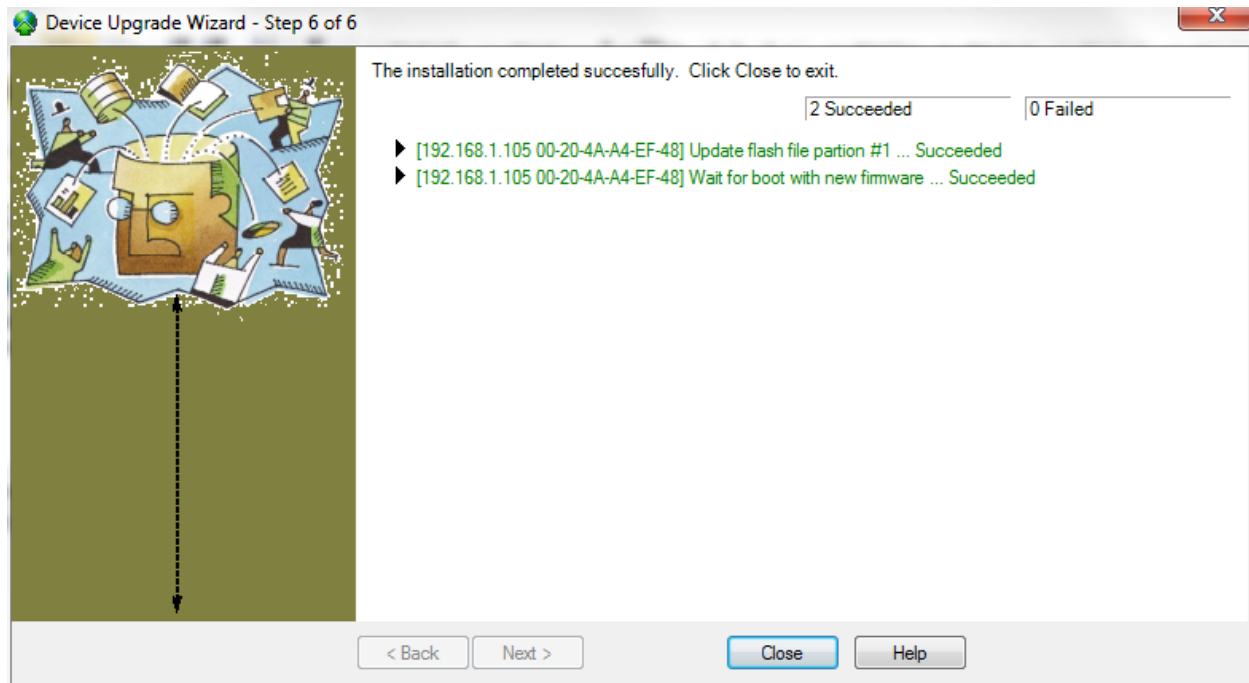 Device Upgrade Wizard - Step 6 of 6
The installation completed succesfully. Click Close to exit.
2 Succeeded 0 Failed
[192.168.1.105 00-20-4A-A4-EF-48] Update flash file partion #1 ... Succeeded
[192.168.1.105 00-20-4A-A4-EF-48] Wait for boot with new firmware ... Succeeded
< Back Next > Close Help